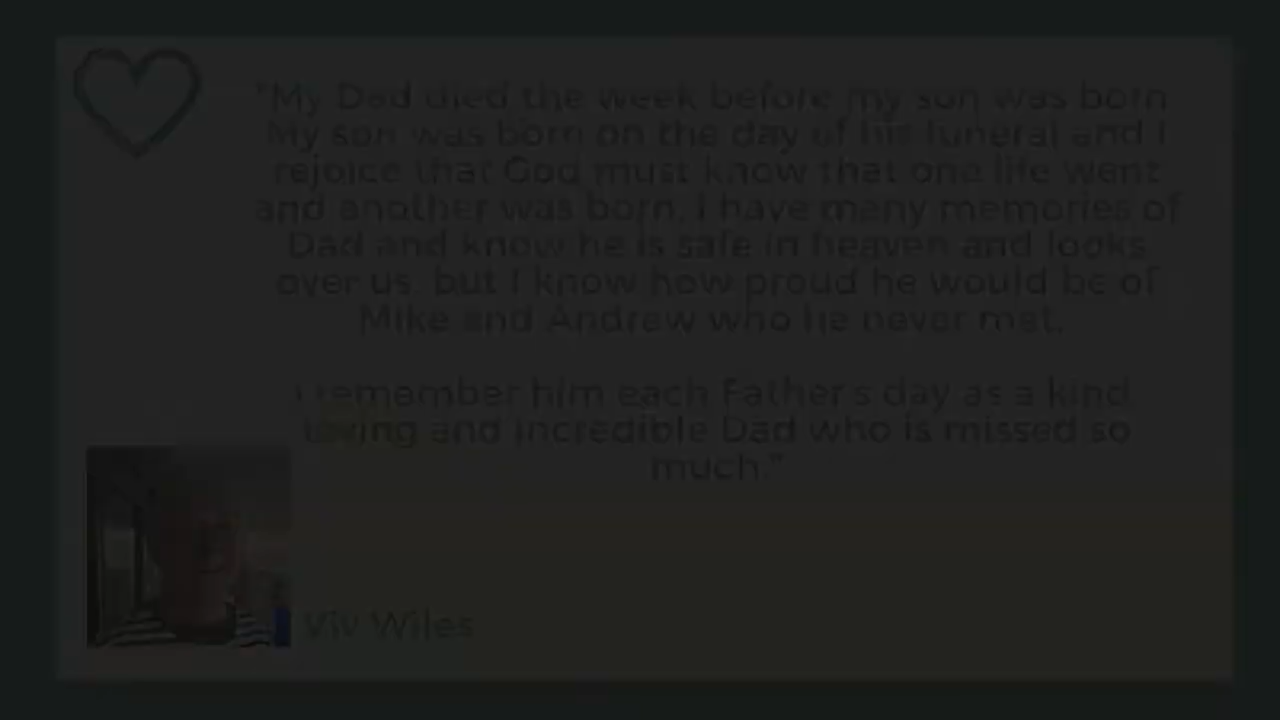 "My Dad died the week before my son was born
My son was born on the day of his funeral and I
rejoice that God must know that one life went
and another was born. I have many memories of
Dad and know he is safe in heaven and looks
over us, but I know how proud he would be of
Mike and Andrew who he never met.
I remember him each Father's day as a kind
loving and incredible Dad who is missed so
much."
Viv Wiles